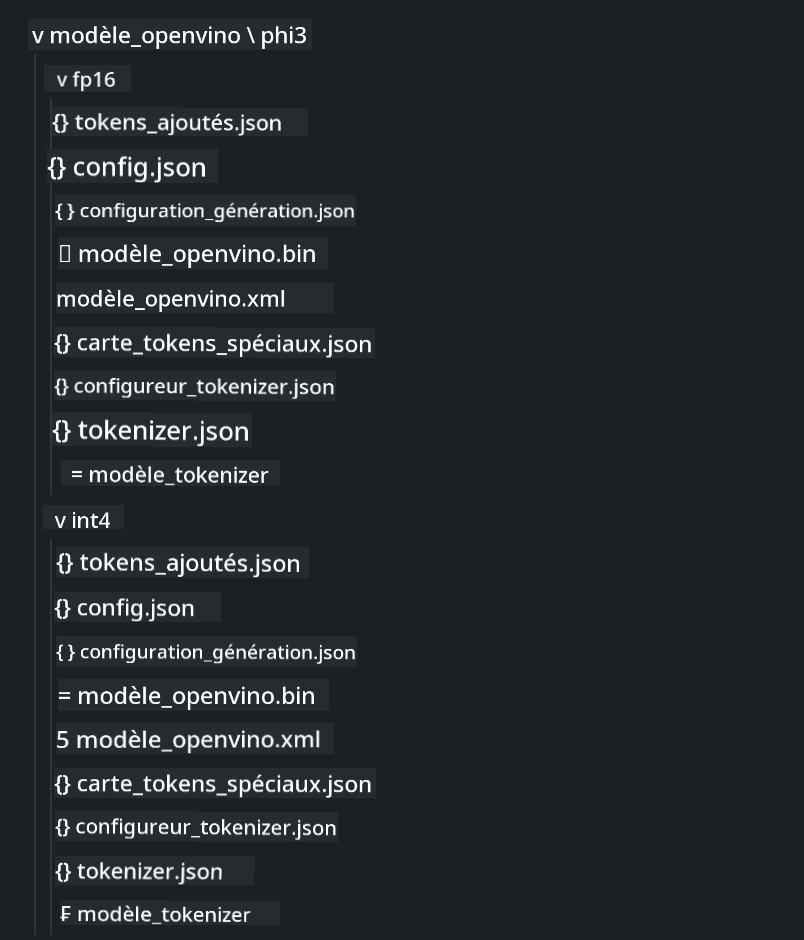 v modèle_openvino \ phi3
v fp16
{} tokens_ajoutés.json
{} config.json
{ } configuration_génération.json
▯ modèle_openvino.bin
modèle_openvino.xml
{} carte_tokens_spéciaux.json
{} configureur_tokenizer.json
{} tokenizer.json
= modèle_tokenizer
v int4
{} tokens_ajoutés.json
{} config.json
{ } configuration_génération.json
= modèle_openvino.bin
5 modèle_openvino.xml
{} carte_tokens_spéciaux.json
{} configureur_tokenizer.json
{} tokenizer.json
₣ modèle_tokenizer